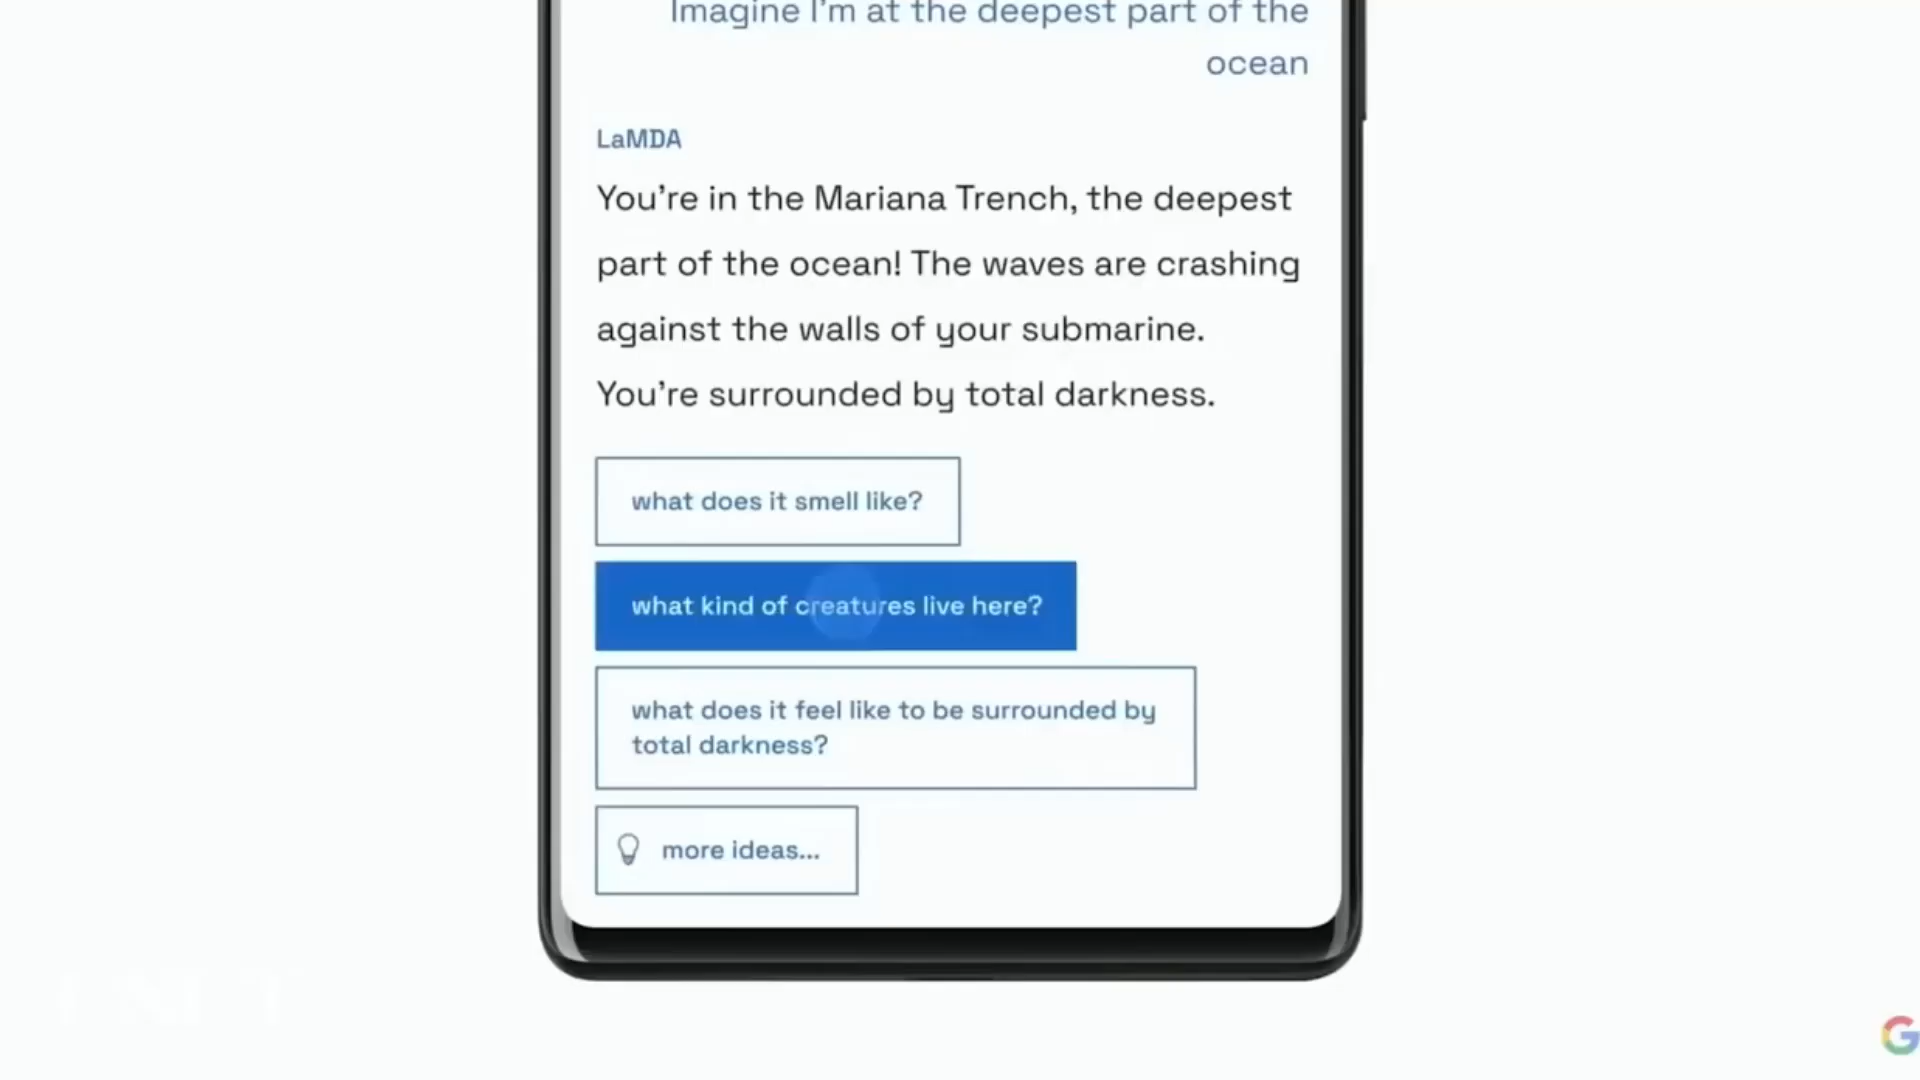 Imagine I'm at the deepest part of the
ocean
LaMDA
You're in the Mariana Trench, the deepest
part of the ocean! The waves are crashing
against the walls of your submarine.
You're surrounded by total darkness.
what does it smell like?
what kind of creatures live here?
what does it feel like to be surrounded by
total darkness?
more ideas...